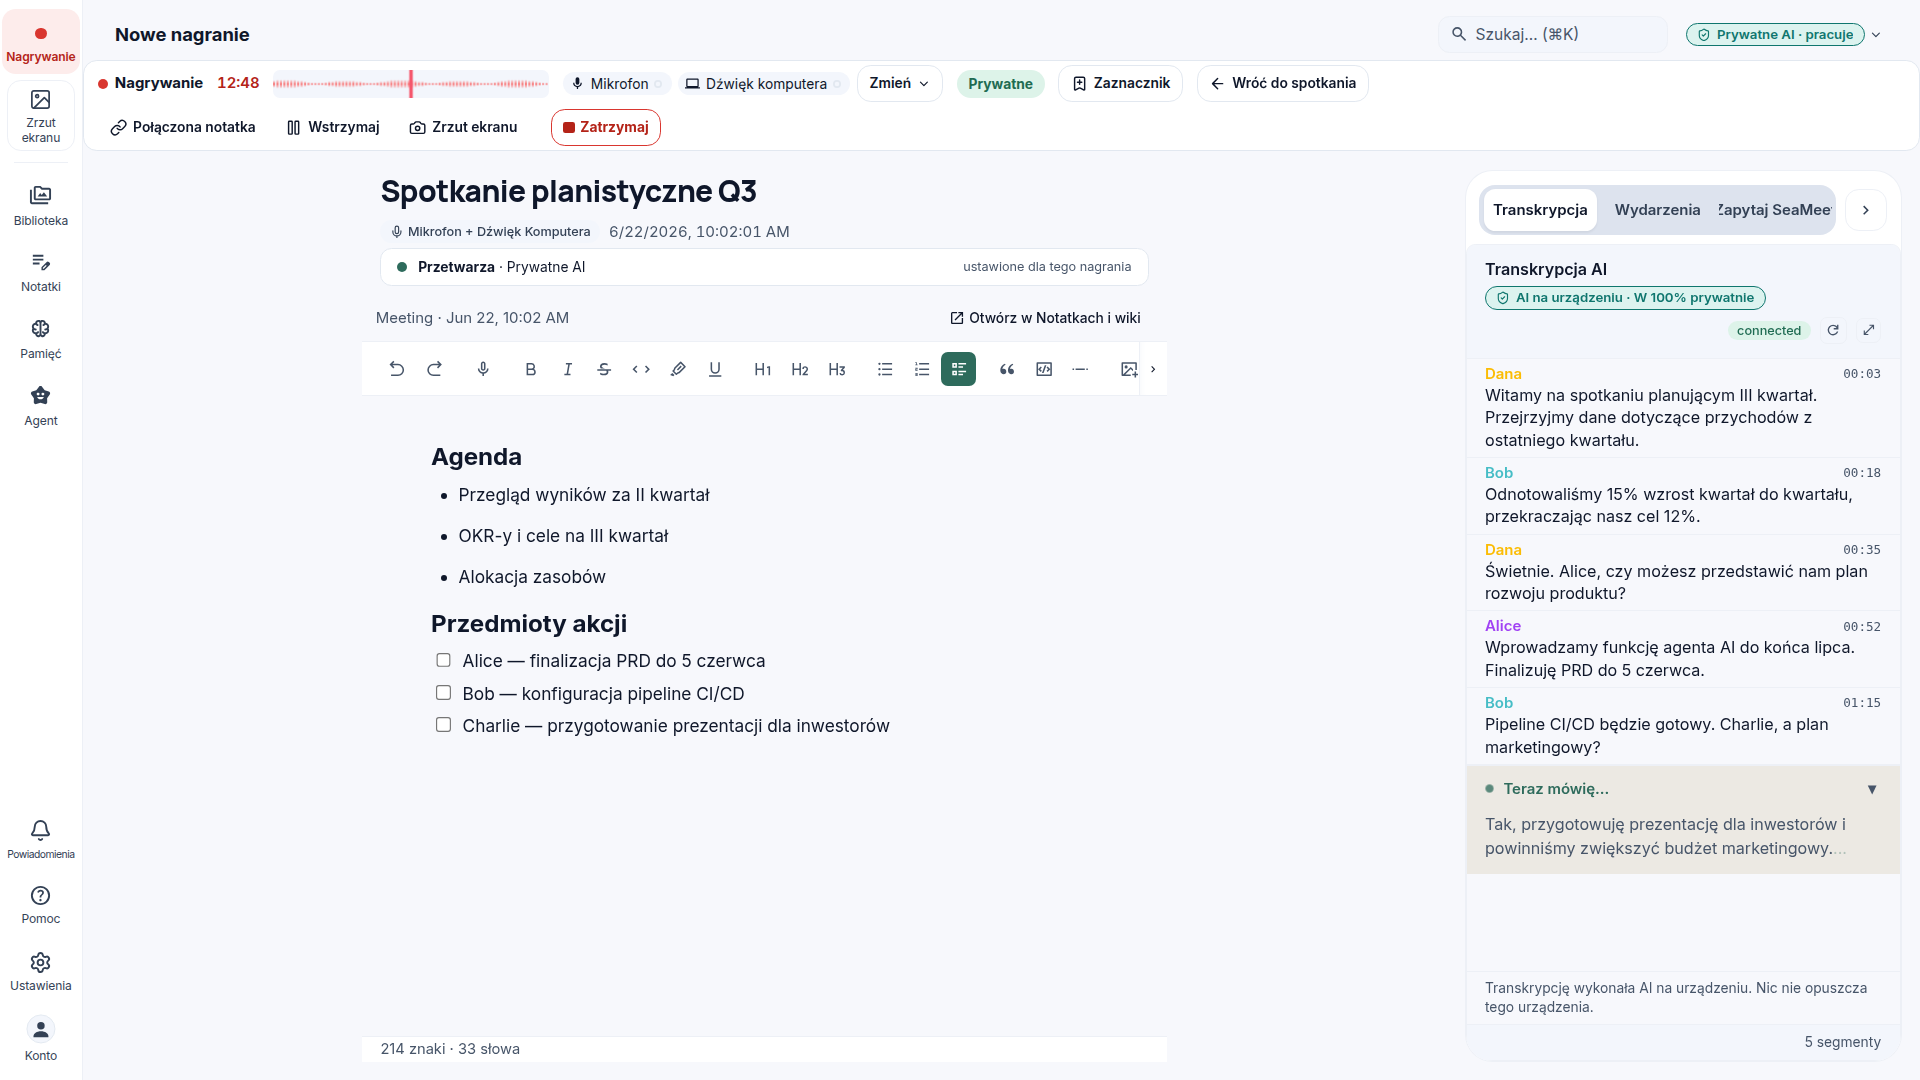 Nagrywanie
Zrzut
ekranu
Biblioteka
Notatki
Pamięć
Agent
Powiadomienia
Pomoc
Ustawienia
Konto
Nowe nagranie
Szukaj... (⌘K)
Prywatne AI · pracuje
Nagrywanie 12:48
Mikrofon
Dźwięk komputera
Zmień
Prywatne
Zaznacznik
Wróć do spotkania
Połączona notatka
Wstrzymaj
Zrzut ekranu
Zatrzymaj
Spotkanie planistyczne Q3
Mikrofon + Dźwięk Komputera 6/22/2026, 10:02:01 AM
Przetwarza · Prywatne AI ustawione dla tego nagrania
Meeting · Jun 22, 10:02 AM Otwórz w Notatkach i wiki
H1 H2 H3
Agenda
• Przegląd wyników za II kwartał
• OKR-y i cele na III kwartał
• Alokacja zasobów
Przedmioty akcji
Alice — finalizacja PRD do 5 czerwca
Bob — konfiguracja pipeline CI/CD
Charlie — przygotowanie prezentacji dla inwestorów
214 znaki · 33 słowa
Transkrypcja Wydarzenia Zapytaj SeaMee
Transkrypcja AI
AI na urządzeniu · W 100% prywatnie
connected
Dana 00:03
Witamy na spotkaniu planującym III kwartał.
Przejrzyjmy dane dotyczące przychodów z
ostatniego kwartału.
Bob 00:18
Odnotowaliśmy 15% wzrost kwartał do kwartału,
przekraczając nasz cel 12%.
Dana 00:35
Świetnie. Alice, czy możesz przedstawić nam plan
rozwoju produktu?
Alice 00:52
Wprowadzamy funkcję agenta AI do końca lipca.
Finalizuję PRD do 5 czerwca.
Bob 01:15
Pipeline CI/CD będzie gotowy. Charlie, a plan
marketingowy?
Teraz mówię...
Tak, przygotowuję prezentację dla inwestorów i
powinniśmy zwiększyć budżet marketingowy....
Transkrypcję wykonała AI na urządzeniu. Nic nie opuszcza
tego urządzenia.
5 segmenty